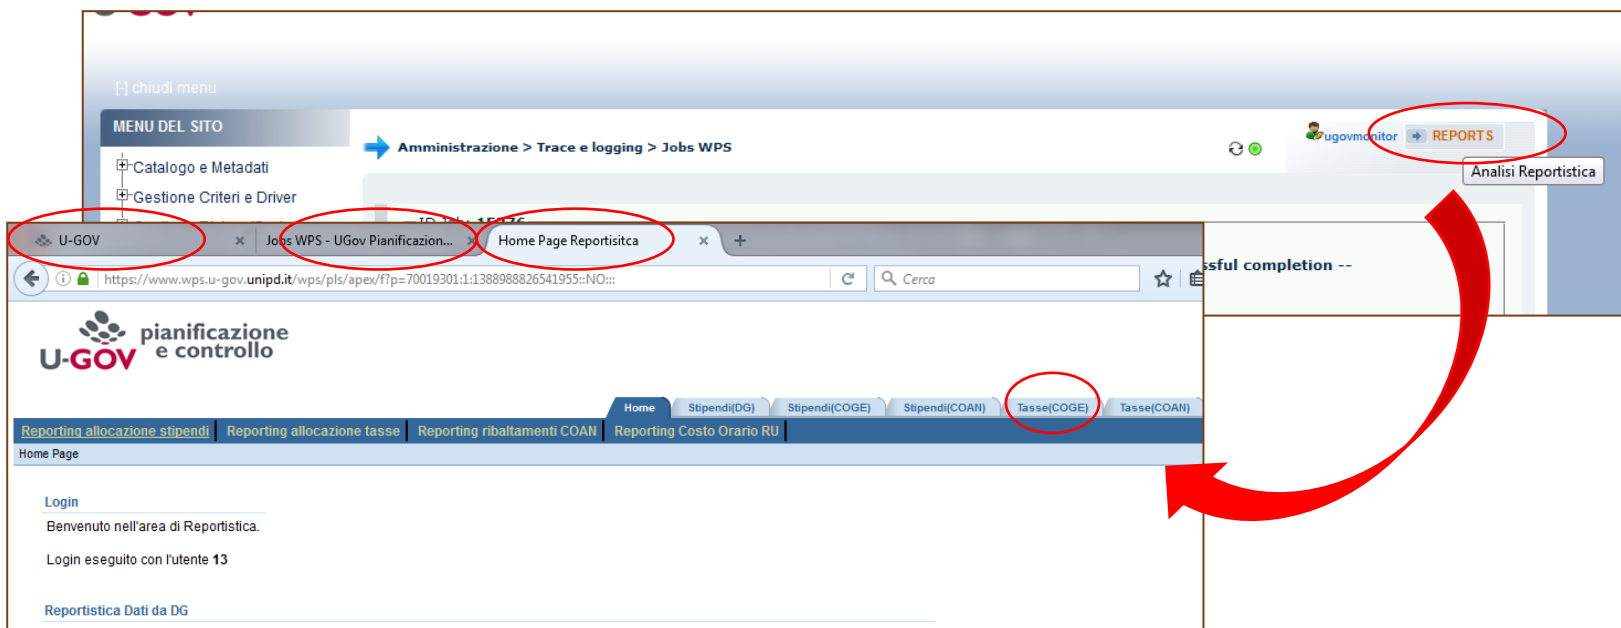 [-] chiudi menu
MENU DEL SITO
Catalogo e Metadati
Gestione Criteri e Driver
Amministrazione > Trace e logging > Jobs WPS
ugovmonitor REPORTS
Analisi Reportistica
ssful completion --
U-GOV
Jobs WPS - UGov Pianificazion...
Home Page Reportisitca
https://www.wps.u-gov.unipd.it/wps/pls/apex/f?p=70019301:1:1388988826541955::NO:::
Cerca
U-GOV pianificazione
e controllo
Home Stipendi(DG) Stipendi(COGE) Stipendi(COAN) Tasse(COGE) Tasse(COAN)
Reporting allocazione stipendi Reporting allocazione tasse Reporting ribaltamenti COAN Reporting Costo Orario RU
Home Page
Login
Benvenuto nell'area di Reportistica.
Login eseguito con l'utente 13
Reportistica Dati da DG